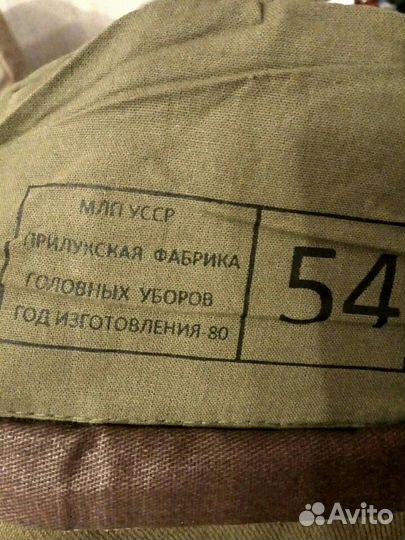 МЛП УССР
ПРИЛУКСКАЯ ФАБРИКА
ГОЛОВНЫХ УБОРОВ
ГОД ИЗГОТОВЛЕНИЯ 80
54
Avito